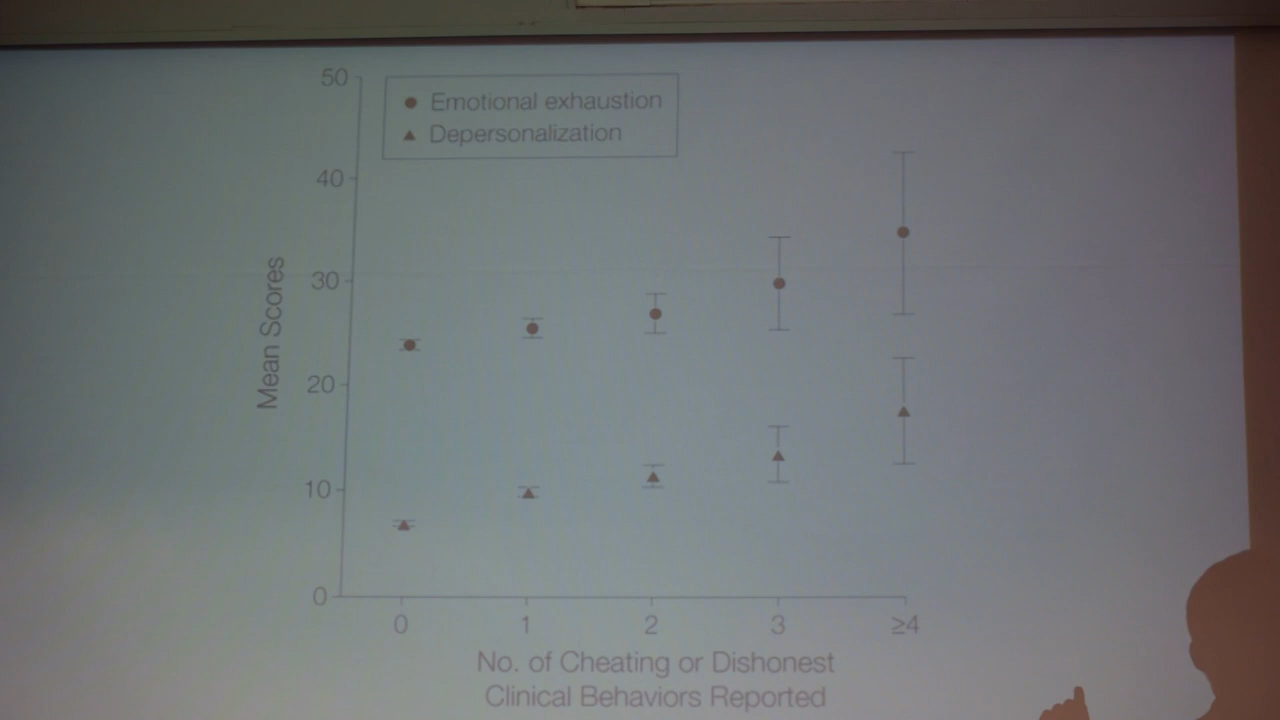 50
40
30
20
10
0
Mean Scores
Emotional exhaustion
Depersonalization
0 1 2 3 ≥4
No. of Cheating or Dishonest
Clinical Behaviors Reported